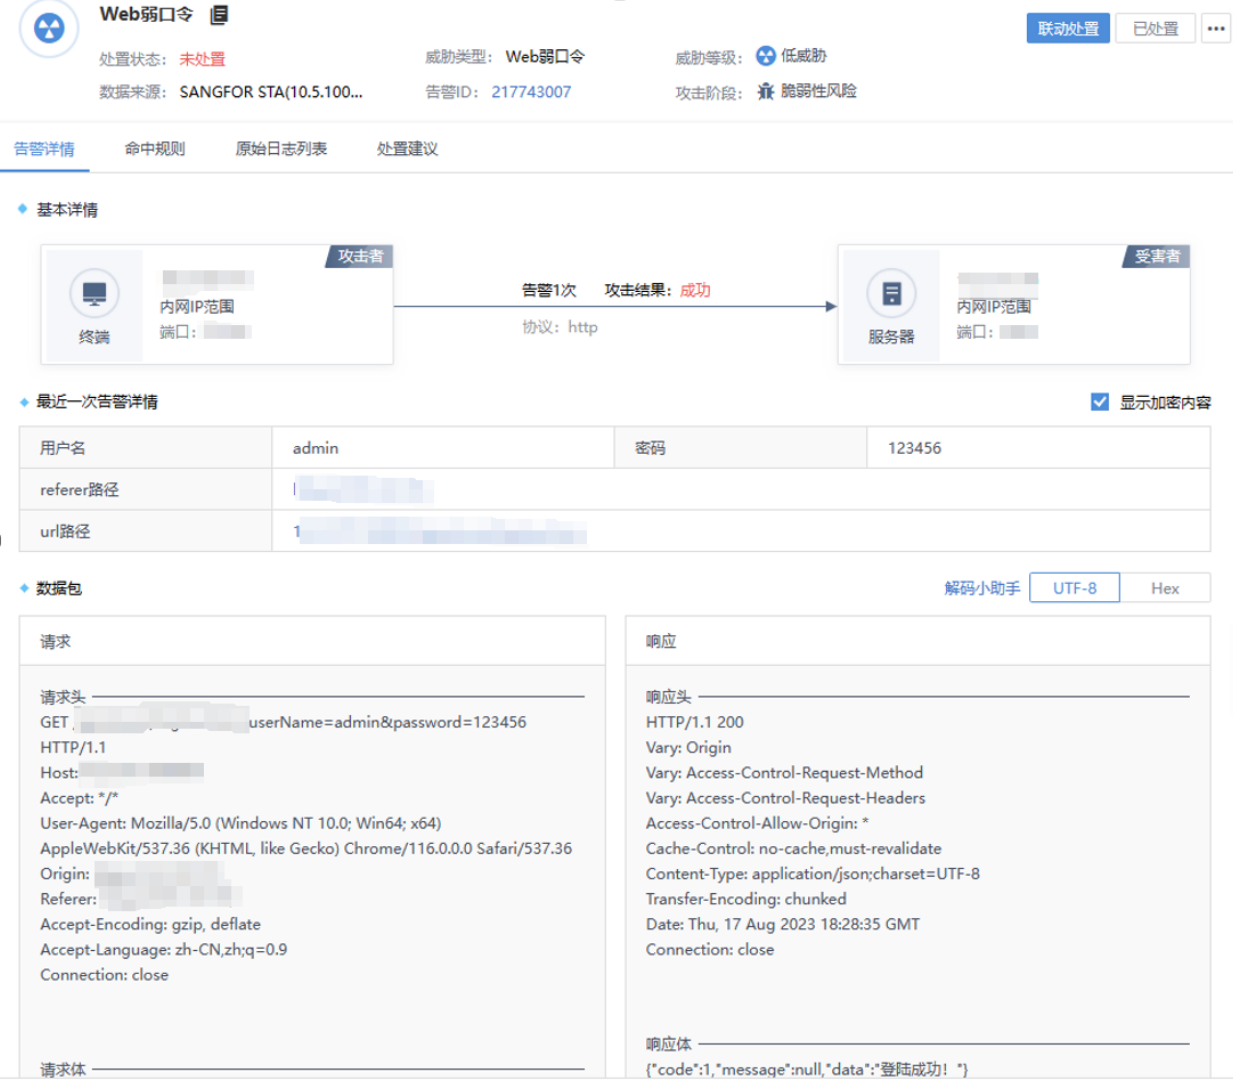 Web弱口令
联动处置 已处置
处置状态： 未处置 威胁类型： Web弱口令 威胁等级： 低威胁
数据来源： SANGFOR STA(10.5.100... 告警ID： 217743007 攻击阶段： 脆弱性风险
告警详情 命中规则 原始日志列表 处置建议
基本详情
攻击者
终端
内网IP范围
端口：
告警1次 攻击结果：成功
协议：http
受害者
服务器
内网IP范围
端口：
最近一次告警详情 显示加密内容
用户名 admin 密码 123456
referer路径
url路径
数据包 解码小助手 UTF-8 Hex
请求
请求头
GET userName=admin&password=123456
HTTP/1.1
Host:
Accept: */*
User-Agent: Mozilla/5.0 (Windows NT 10.0; Win64; x64)
AppleWebKit/537.36 (KHTML, like Gecko) Chrome/116.0.0.0 Safari/537.36
Origin:
Referer:
Accept-Encoding: gzip, deflate
Accept-Language: zh-CN,zh;q=0.9
Connection: close
请求体
响应
响应头
HTTP/1.1 200
Vary: Origin
Vary: Access-Control-Request-Method
Vary: Access-Control-Request-Headers
Access-Control-Allow-Origin: *
Cache-Control: no-cache,must-revalidate
Content-Type: application/json;charset=UTF-8
Transfer-Encoding: chunked
Date: Thu, 17 Aug 2023 18:28:35 GMT
Connection: close
响应体
{"code":1,"message":null,"data":"登陆成功！"}